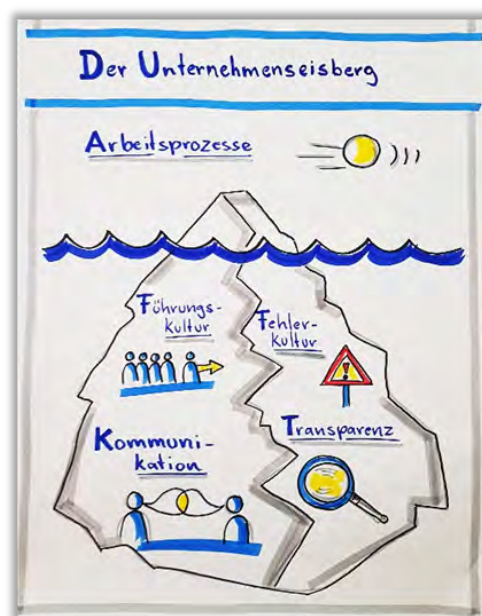 Der Unternehmenseisberg
Arbeitsprozesse
Führungs-
kultur
Fehler-
kultur
Kommuni-
kation
Transparenz